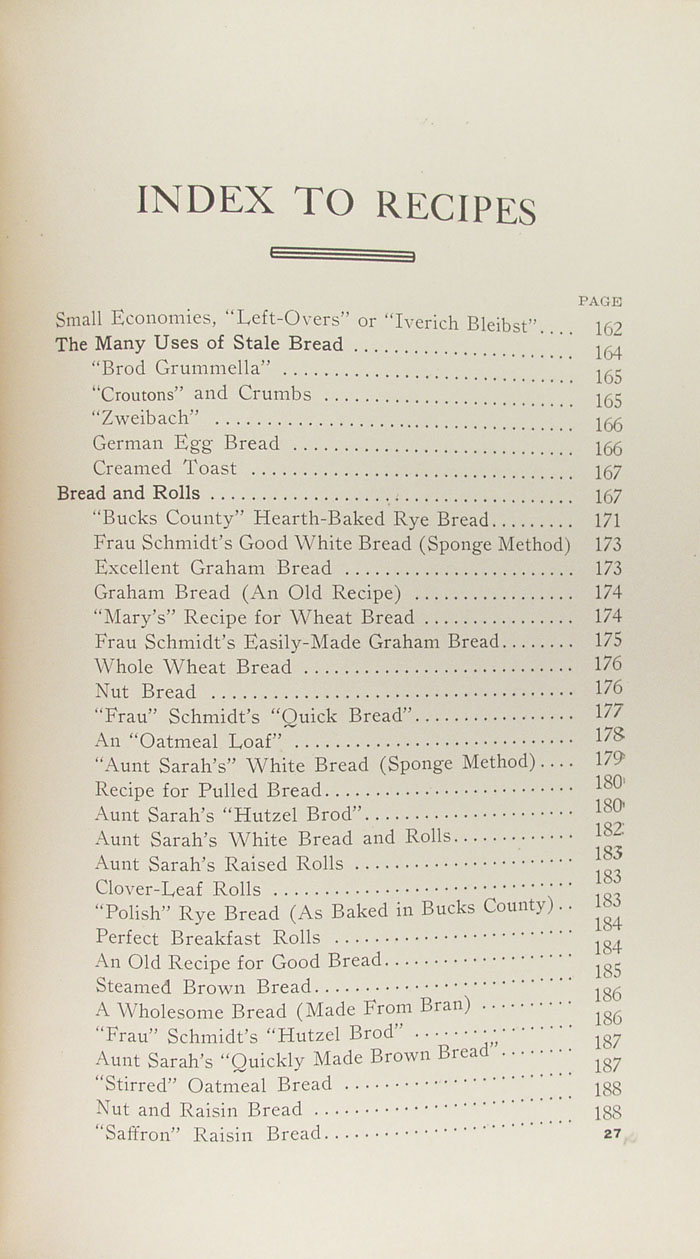 INDEX TO RECIPES
PAGE
Small Economies, “Left-Overs” or “Iverich Bleibst”.... 162
The Many Uses of Stale Bread ........................ 164
“Brod Grummella” ........................ 165
“Croutons” and Crumbs ........................ 165
“Zweibach” ........................ 166
German Egg Bread ........................ 166
Creamed Toast ........................ 167
Bread and Rolls ........................ 167
“Bucks County” Hearth-Baked Rye Bread......... 171
Frau Schmidt’s Good White Bread (Sponge Method) 173
Excellent Graham Bread ........................ 173
Graham Bread (An Old Recipe) ................. 174
“Mary’s” Recipe for Wheat Bread ................ 174
Frau Schmidt’s Easily-Made Graham Bread........ 175
Whole Wheat Bread ........................ 176
Nut Bread ........................ 176
“Frau” Schmidt’s “Quick Bread”................. 177
An “Oatmeal Loaf” ........................ 178
“Aunt Sarah’s” White Bread (Sponge Method).... 179
Recipe for Pulled Bread........................ 180
Aunt Sarah’s “Hutzel Brod”..................... 180
Aunt Sarah’s White Bread and Rolls............. 182
Aunt Sarah’s Raised Rolls ...................... 183
Clover-Leaf Rolls ........................ 183
“Polish” Rye Bread (As Baked in Bucks County).. 183
Perfect Breakfast Rolls ........................ 184
An Old Recipe for Good Bread................... 184
Steamed Brown Bread........................ 185
A Wholesome Bread (Made From Bran) .......... 186
“Frau” Schmidt’s “Hutzel Brod” ................ 186
Aunt Sarah’s “Quickly Made Brown Bread”........ 187
“Stirred” Oatmeal Bread ........................ 187
Nut and Raisin Bread ........................ 188
“Saffron” Raisin Bread........................ 188
27